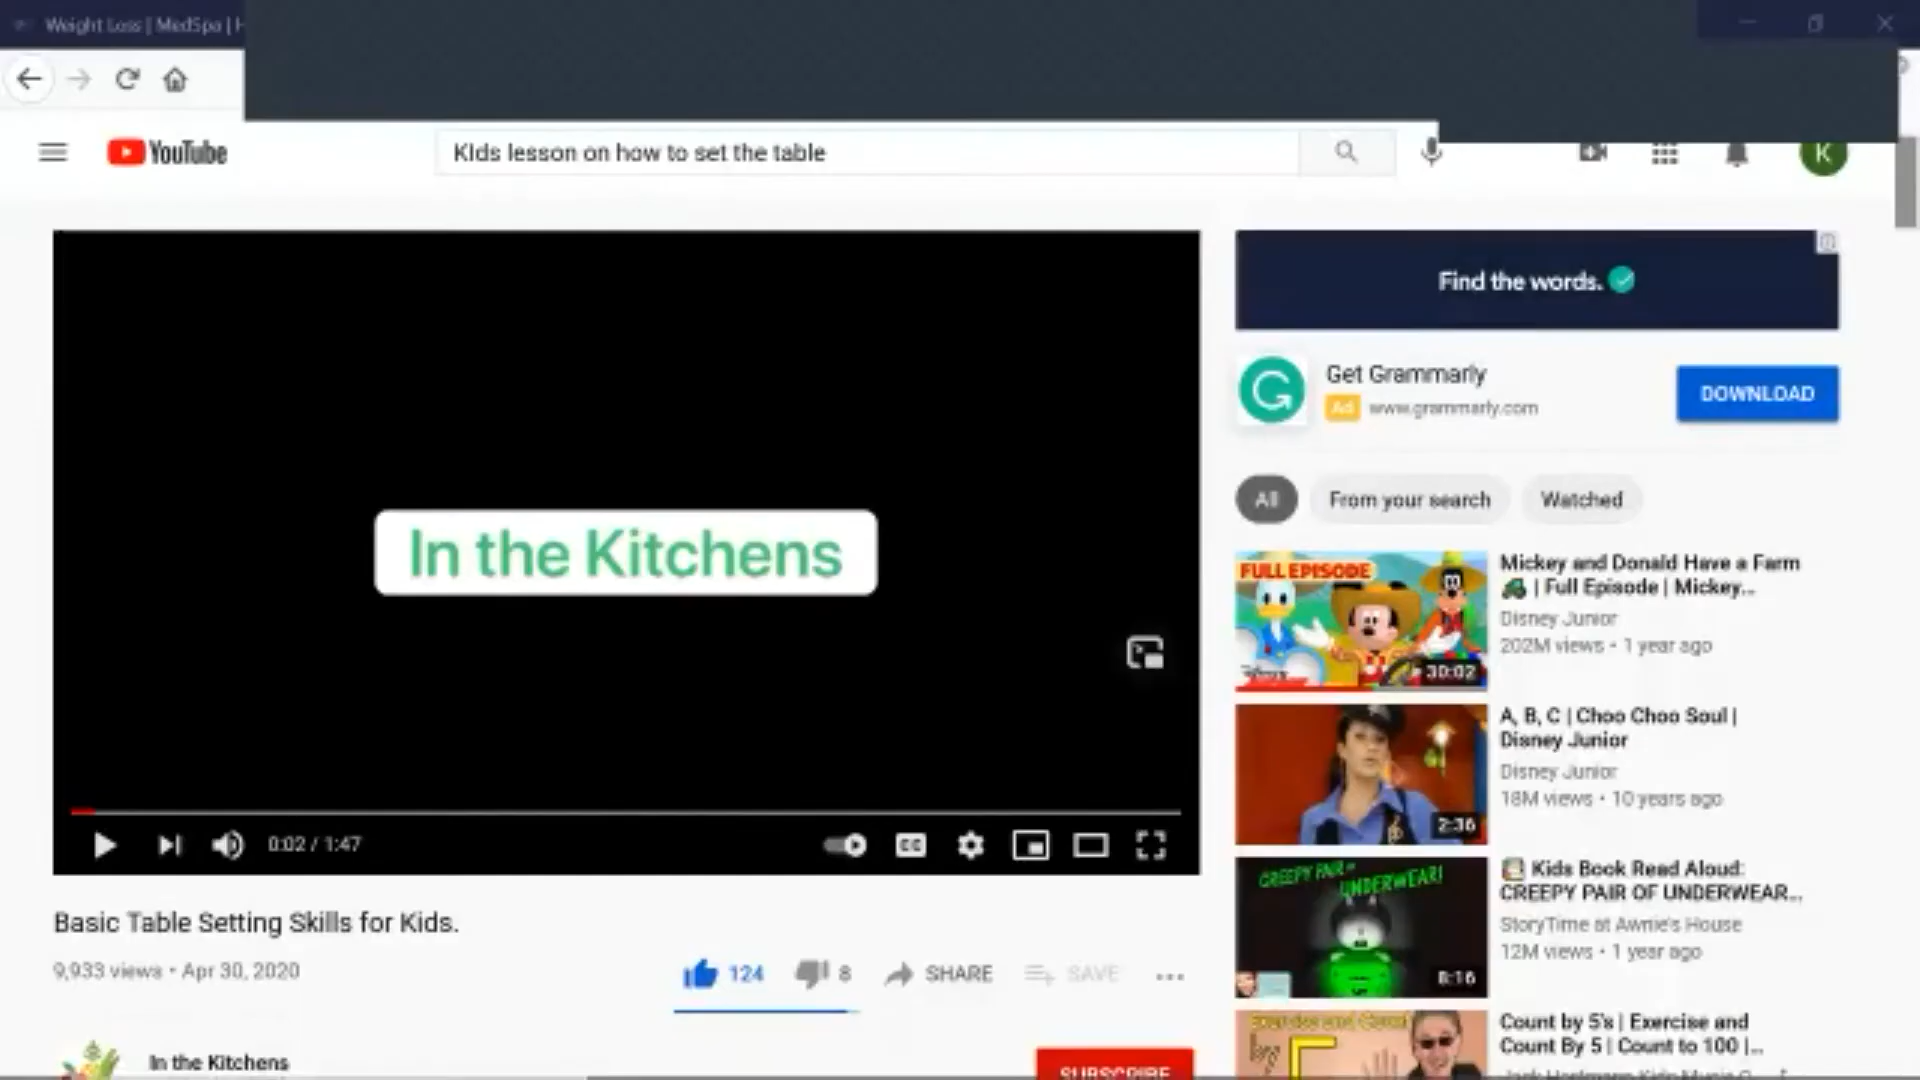 Weight Loss | MedSpa | H
YouTube
KIds lesson on how to set the table
K
Find the words.
In the Kitchens
Get Grammarly
Ad www.grammarly.com
DOWNLOAD
All From your search Watched
FULL EPISODE
30:02
Mickey and Donald Have a Farm
| Full Episode | Mickey...
Disney Junior
202M views • 1 year ago
2:36
A, B, C | Choo Choo Soul |
Disney Junior
Disney Junior
18M views • 10 years ago
0:02 / 1:47
CC
CREEPY PAIR of UNDERWEAR!
8:16
Kids Book Read Aloud:
CREEPY PAIR OF UNDERWEAR...
StoryTime at Awnie's House
12M views • 1 year ago
Basic Table Setting Skills for Kids.
9,933 views • Apr 30, 2020
124 8 SHARE SAVE
Exercise and Count
by
Count by 5's | Exercise and
Count By 5 | Count to 100 |...
In the Kitchens
SUBSCRIBE